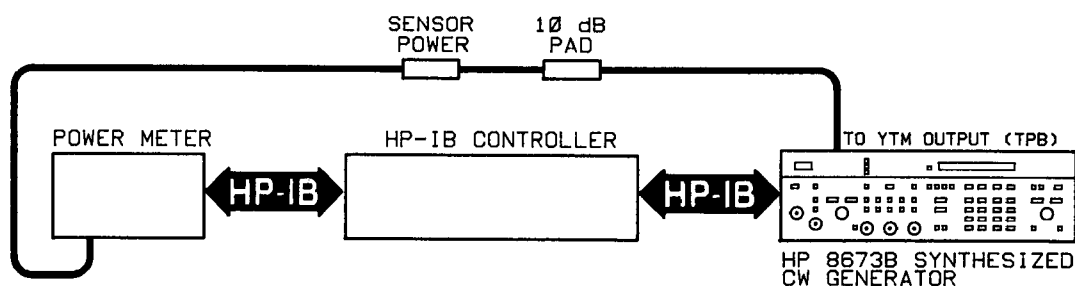 SENSOR
POWER
10 dB
PAD
POWER METER
HP-IB CONTROLLER
TO YTM OUTPUT (TPB)
HP-IB
HP-IB
HP 8673B SYNTHESIZED
CW GENERATOR